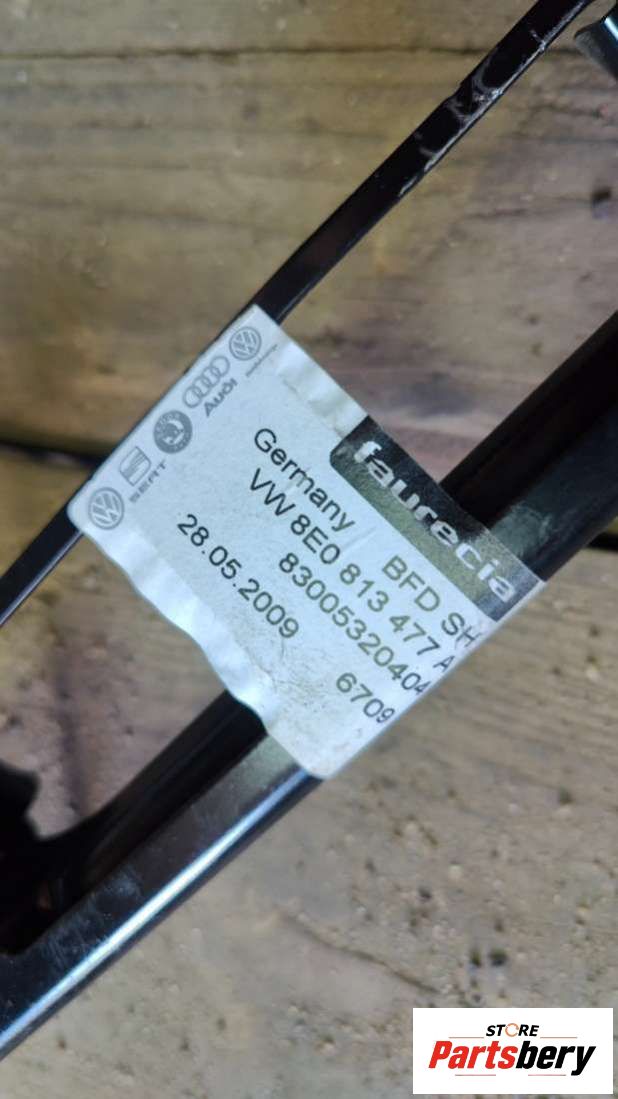 faurecia
Germany BFD SH
VW 8E0 813 477 A
83005320404
28.05.2009 6709
Audi
SEAT
STORE
Partsbery